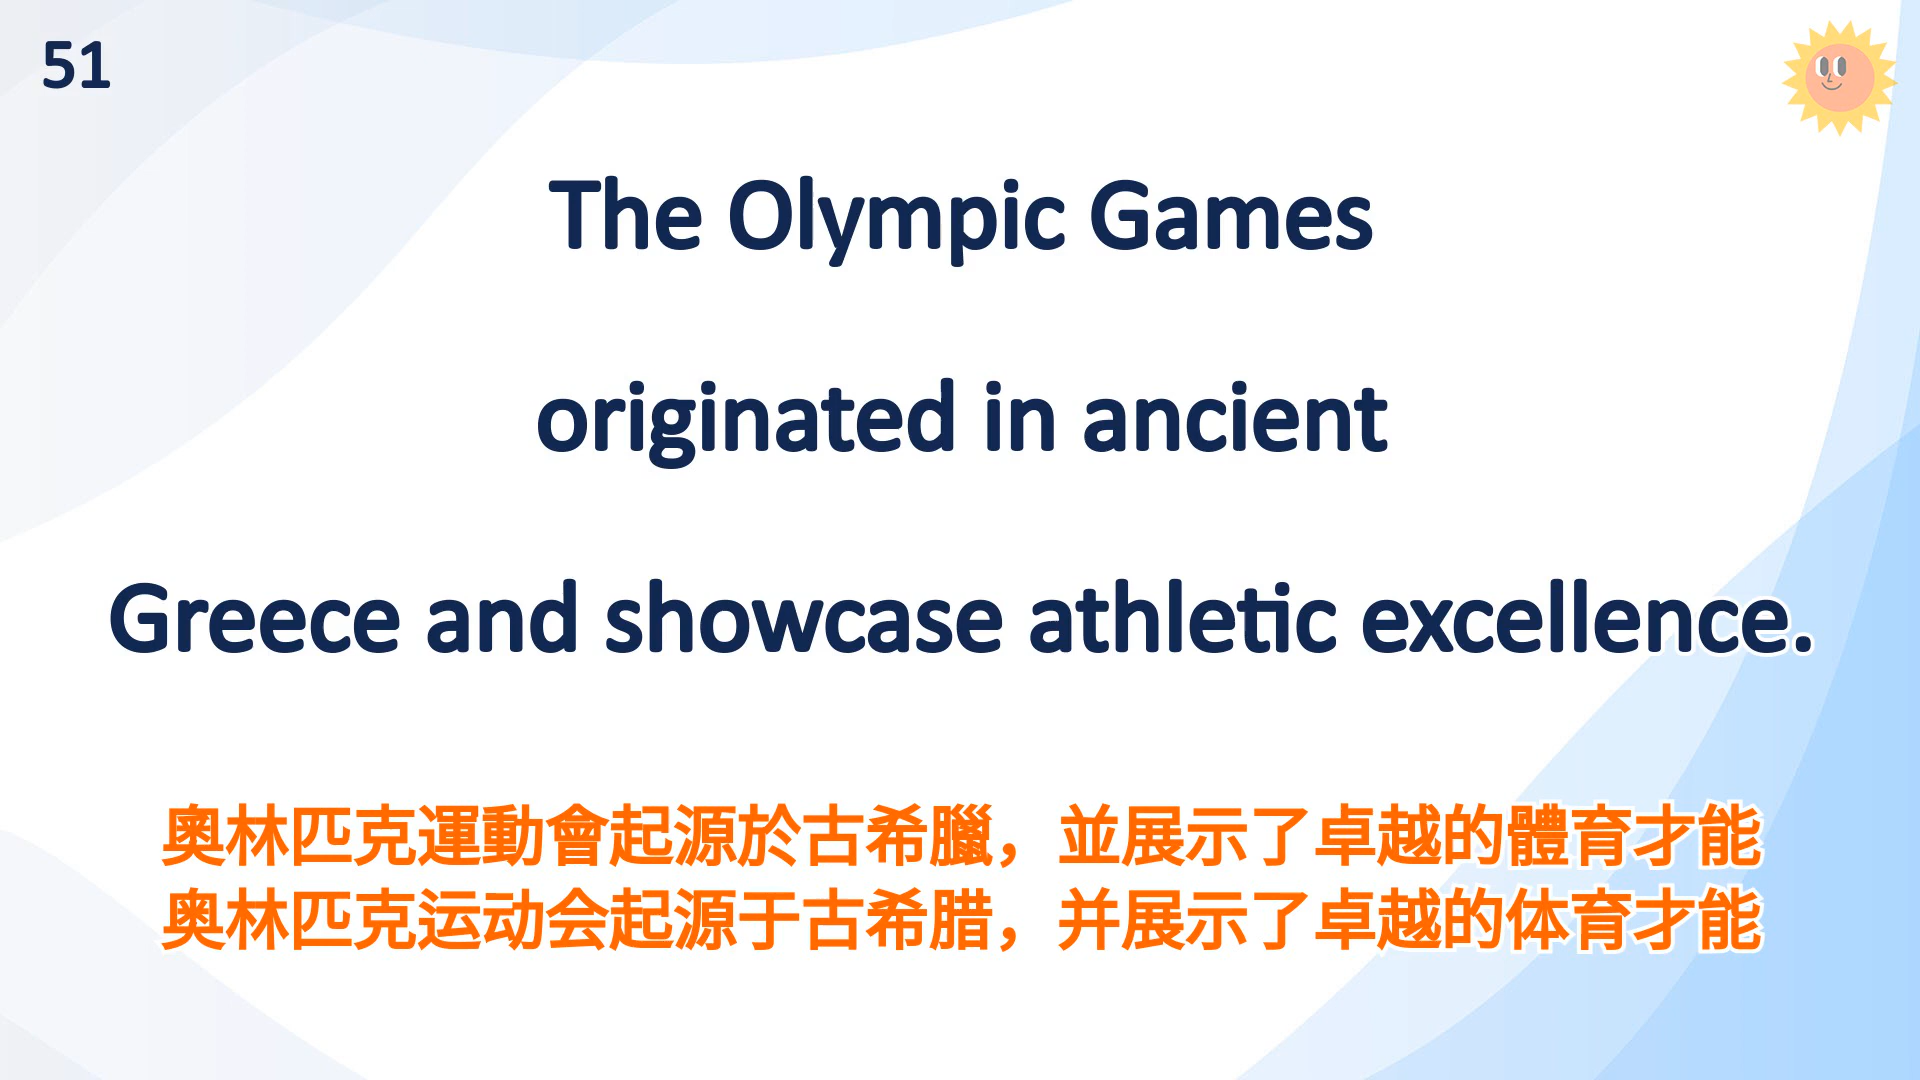 51
The Olympic Games
originated in ancient
Greece and showcase athletic excellence.
奧林匹克運動會起源於古希臘，並展示了卓越的體育才能
奥林匹克运动会起源于古希腊，并展示了卓越的体育才能